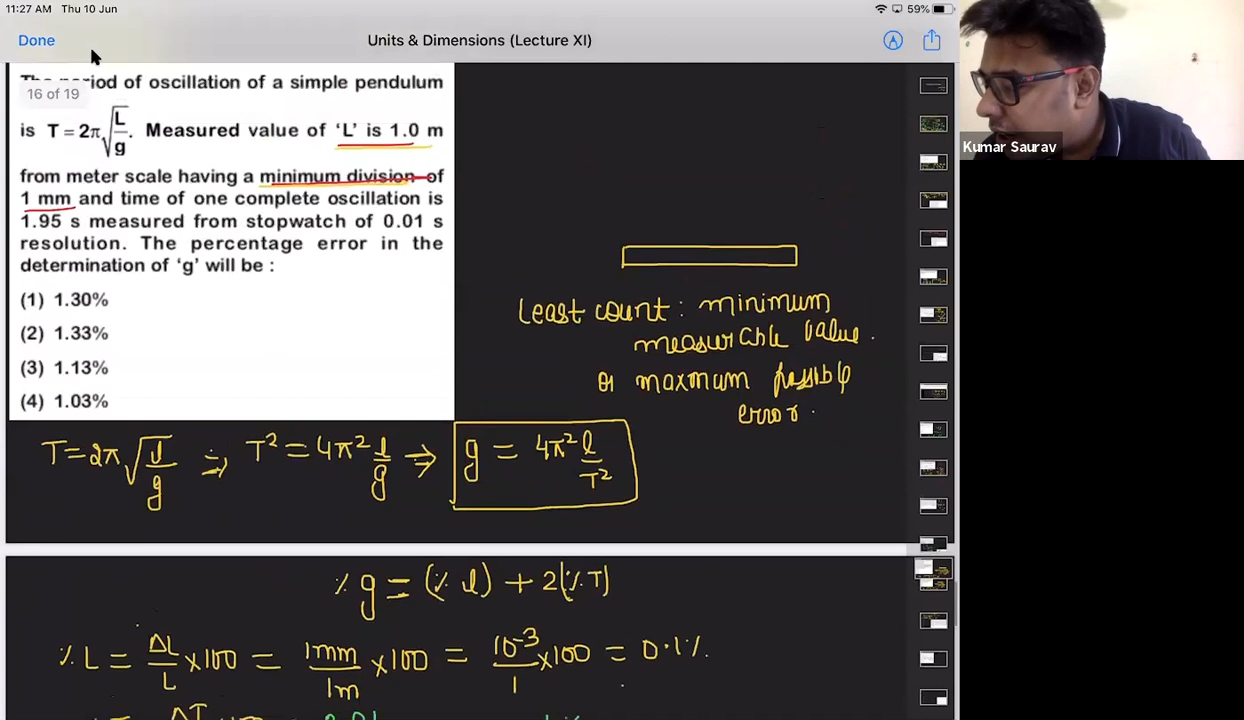 11:27 AM Thu 10 Jun
59%
Done
Units & Dimensions (Lecture XI)
16 of 19
Kumar Saurav
period of oscillation of a simple pendulum
is T = 2π√(L/g). Measured value of 'L' is 1.0 m
from meter scale having a minimum division of
1 mm and time of one complete oscillation is
1.95 s measured from stopwatch of 0.01 s
resolution. The percentage error in the
determination of 'g' will be :
(1) 1.30%
(2) 1.33%
(3) 1.13%
(4) 1.03%
Least count : minimum
measurable value.
or maxmum possible
error.
T = 2π√(l/g) ⇒ T² = 4π² l/g ⇒ g = 4π² l/T²
% g = (% l) + 2(% T)
% L = ΔL/L ×100 = 1mm/1m ×100 = 10⁻³/1 ×100 = 0.1%.